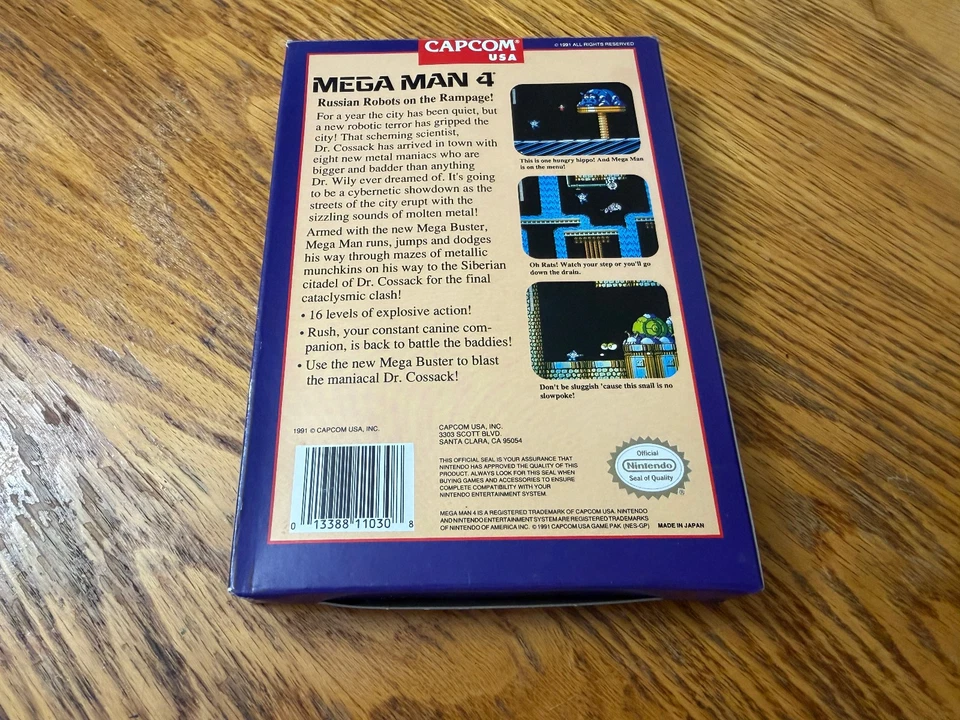 CAPCOM®
USA
© 1991 ALL RIGHTS RESERVED
MEGA MAN 4
Russian Robots on the Rampage!
For a year the city has been quiet, but
a new robotic terror has gripped the
city! That scheming scientist,
Dr. Cossack has arrived in town with
eight new metal maniacs who are
bigger and badder than anything
Dr. Wily ever dreamed of. It's going
to be a cybernetic showdown as the
streets of the city erupt with the
sizzling sounds of molten metal!
Armed with the new Mega Buster,
Mega Man runs, jumps and dodges
his way through mazes of metallic
munchkins on his way to the Siberian
citadel of Dr. Cossack for the final
cataclysmic clash!
• 16 levels of explosive action!
• Rush, your constant canine com-
panion, is back to battle the baddies!
• Use the new Mega Buster to blast
the maniacal Dr. Cossack!
This is one hungry hippo! And Mega Man
is on the menu!
Oh Rats! Watch your step or you'll go
down the drain.
Don't be sluggish 'cause this snail is no
slowpoke!
1991 © CAPCOM USA, INC.
CAPCOM USA, INC.
3303 SCOTT BLVD.
SANTA CLARA, CA 95054
THIS OFFICIAL SEAL IS YOUR ASSURANCE THAT
NINTENDO HAS APPROVED THE QUALITY OF THIS
PRODUCT. ALWAYS LOOK FOR THIS SEAL WHEN
BUYING GAMES AND ACCESSORIES TO ENSURE
COMPLETE COMPATIBILITY WITH YOUR
NINTENDO ENTERTAINMENT SYSTEM.
Official
Nintendo
Seal of Quality
®
0 13388 11030 8
MEGA MAN 4 IS A REGISTERED TRADEMARK OF CAPCOM USA. NINTENDO
AND NINTENDO ENTERTAINMENT SYSTEM ARE REGISTERED TRADEMARKS
OF NINTENDO OF AMERICA INC. © 1991 CAPCOM USA GAME PAK (NES-GP)
MADE IN JAPAN